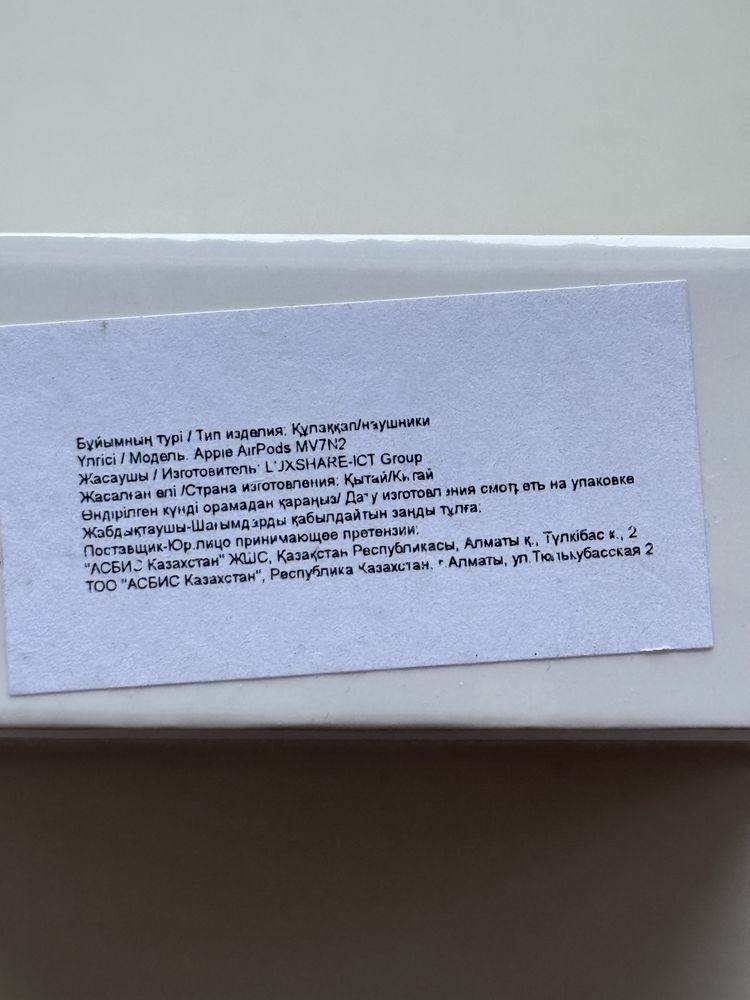 Бұйымның түрі / Тип изделия: Құлаққап/наушники
Үлгісі / Модель: Apple AirPods MV7N2
Жасаушы / Изготовитель: LUXSHARE-ICT Group
Жасалған елі /Страна изготовления: Қытай/Китай
Өндірілген күнді орамадан қараңыз/ Дату изготовления смотреть на упаковке
Жабдықтаушы-Шағымдарды қабылдайтын заңды тұлға:
Поставщик-Юр.лицо принимающее претензии:
"АСБИС Казахстан" ЖШС, Қазақстан Республикасы, Алматы қ., Түлкібас к., 2
ТОО "АСБИС Казахстан", Республика Казахстан, г.Алматы, ул.Тюлькубасская 2